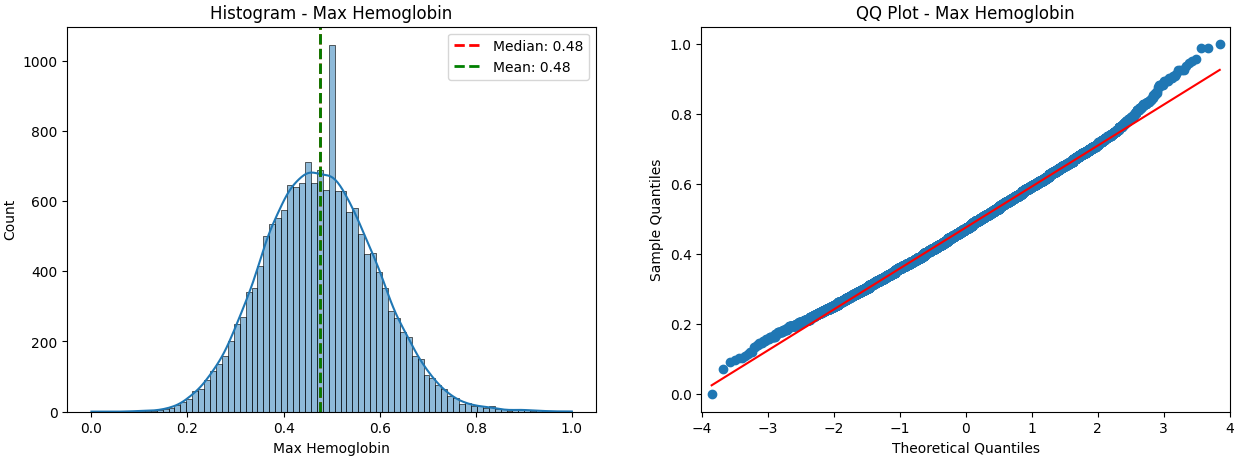 Histogram - Max Hemoglobin
Median: 0.48
Mean: 0.48
Count
1000
800
600
400
200
0
0.0 0.2 0.4 0.6 0.8 1.0
Max Hemoglobin
QQ Plot - Max Hemoglobin
Sample Quantiles
1.0
0.8
0.6
0.4
0.2
0.0
−4 −3 −2 −1 0 1 2 3 4
Theoretical Quantiles